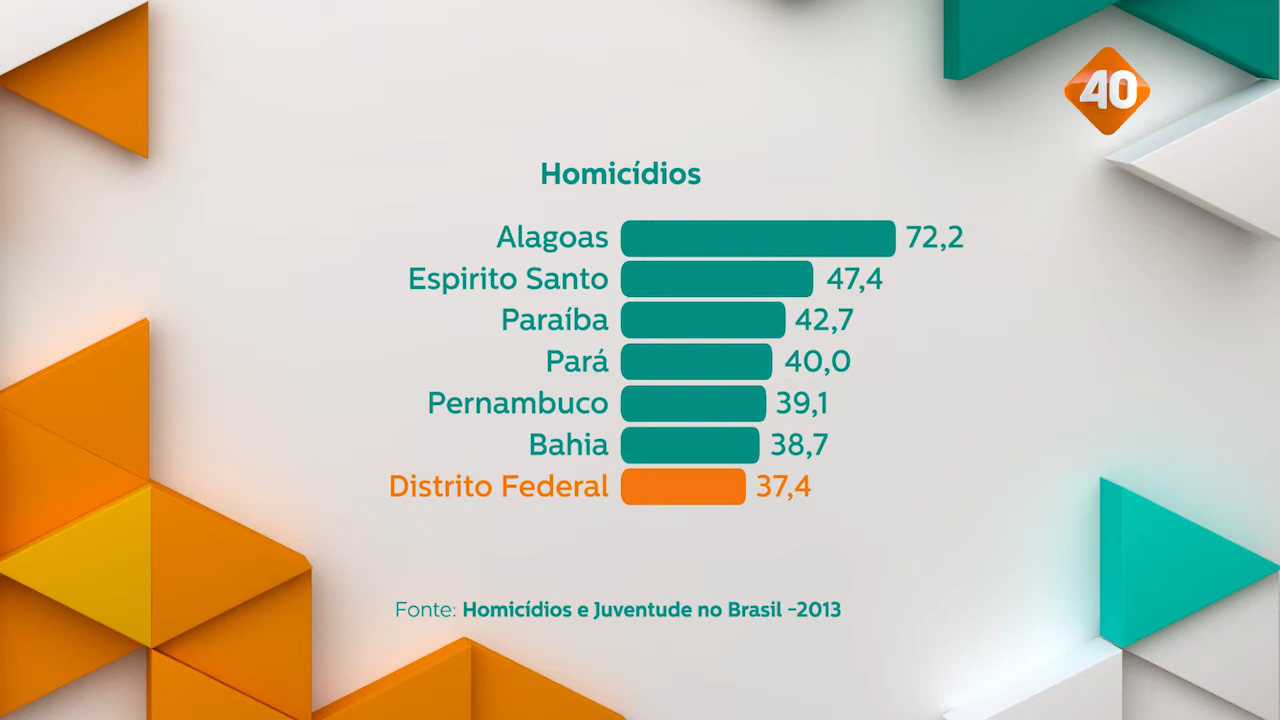 40
Homicídios
Alagoas 72,2
Espirito Santo 47,4
Paraíba 42,7
Pará 40,0
Pernambuco 39,1
Bahia 38,7
Distrito Federal 37,4
Fonte: Homicídios e Juventude no Brasil -2013